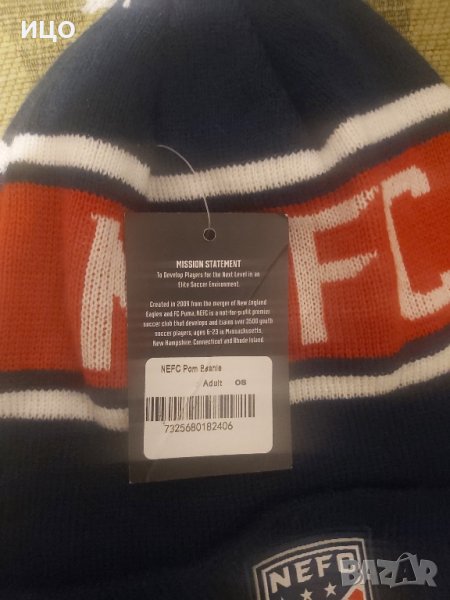 ицо
N FC
MISSION STATEMENT
To Develop Players for the Next Level in an
Elite Soccer Environment.
Created in 2008 from the merger of New England
Eagles and FC Puma, NEFC is a not-for-profit premier
soccer club that develops and trains over 3500 youth
soccer players, ages 6-23 in Massachusetts,
New Hampshire, Connecticut and Rhode Island.
NEFC Pom Beanie
Adult OS
7325680182406
NEFC
BAZAR